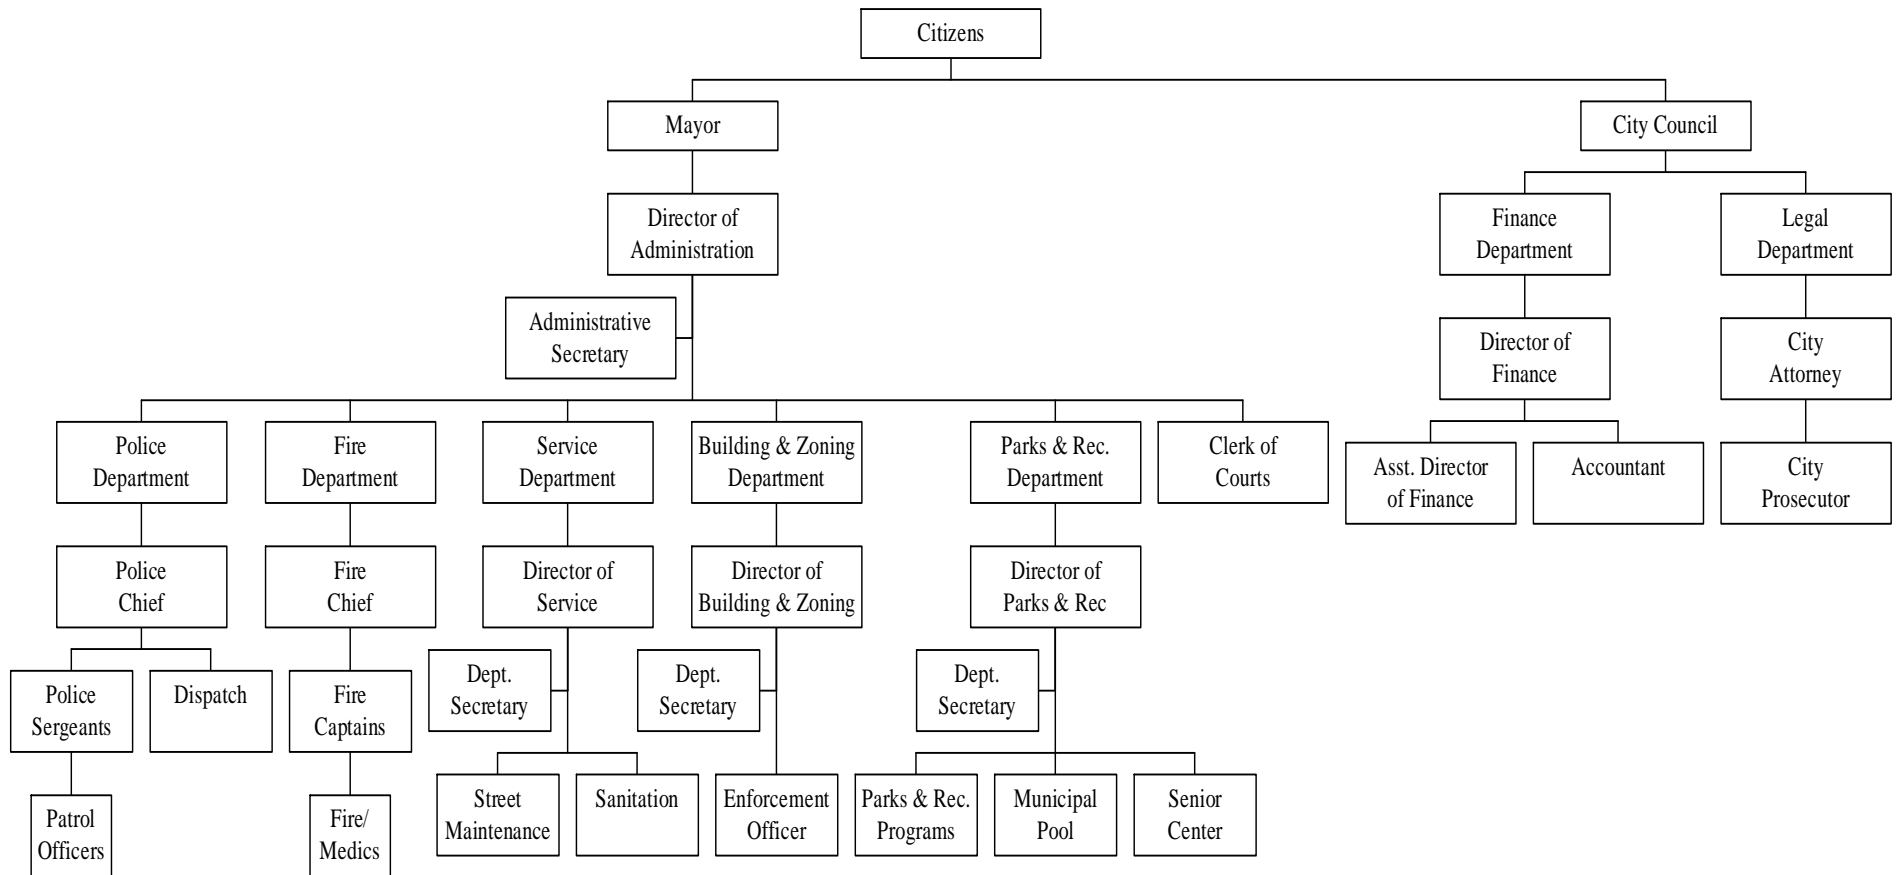 Citizens
Mayor
City Council
Director of
Administration
Finance
Department
Legal
Department
Administrative
Secretary
Director of
Finance
City
Attorney
Police
Department
Fire
Department
Service
Department
Building & Zoning
Department
Parks & Rec.
Department
Clerk of
Courts
Asst. Director
of Finance
Accountant
City
Prosecutor
Police
Chief
Fire
Chief
Director of
Service
Director of
Building & Zoning
Director of
Parks & Rec
Police
Sergeants
Dispatch
Fire
Captains
Dept.
Secretary
Dept.
Secretary
Dept.
Secretary
Patrol
Officers
Fire/
Medics
Street
Maintenance
Sanitation
Enforcement
Officer
Parks & Rec.
Programs
Municipal
Pool
Senior
Center